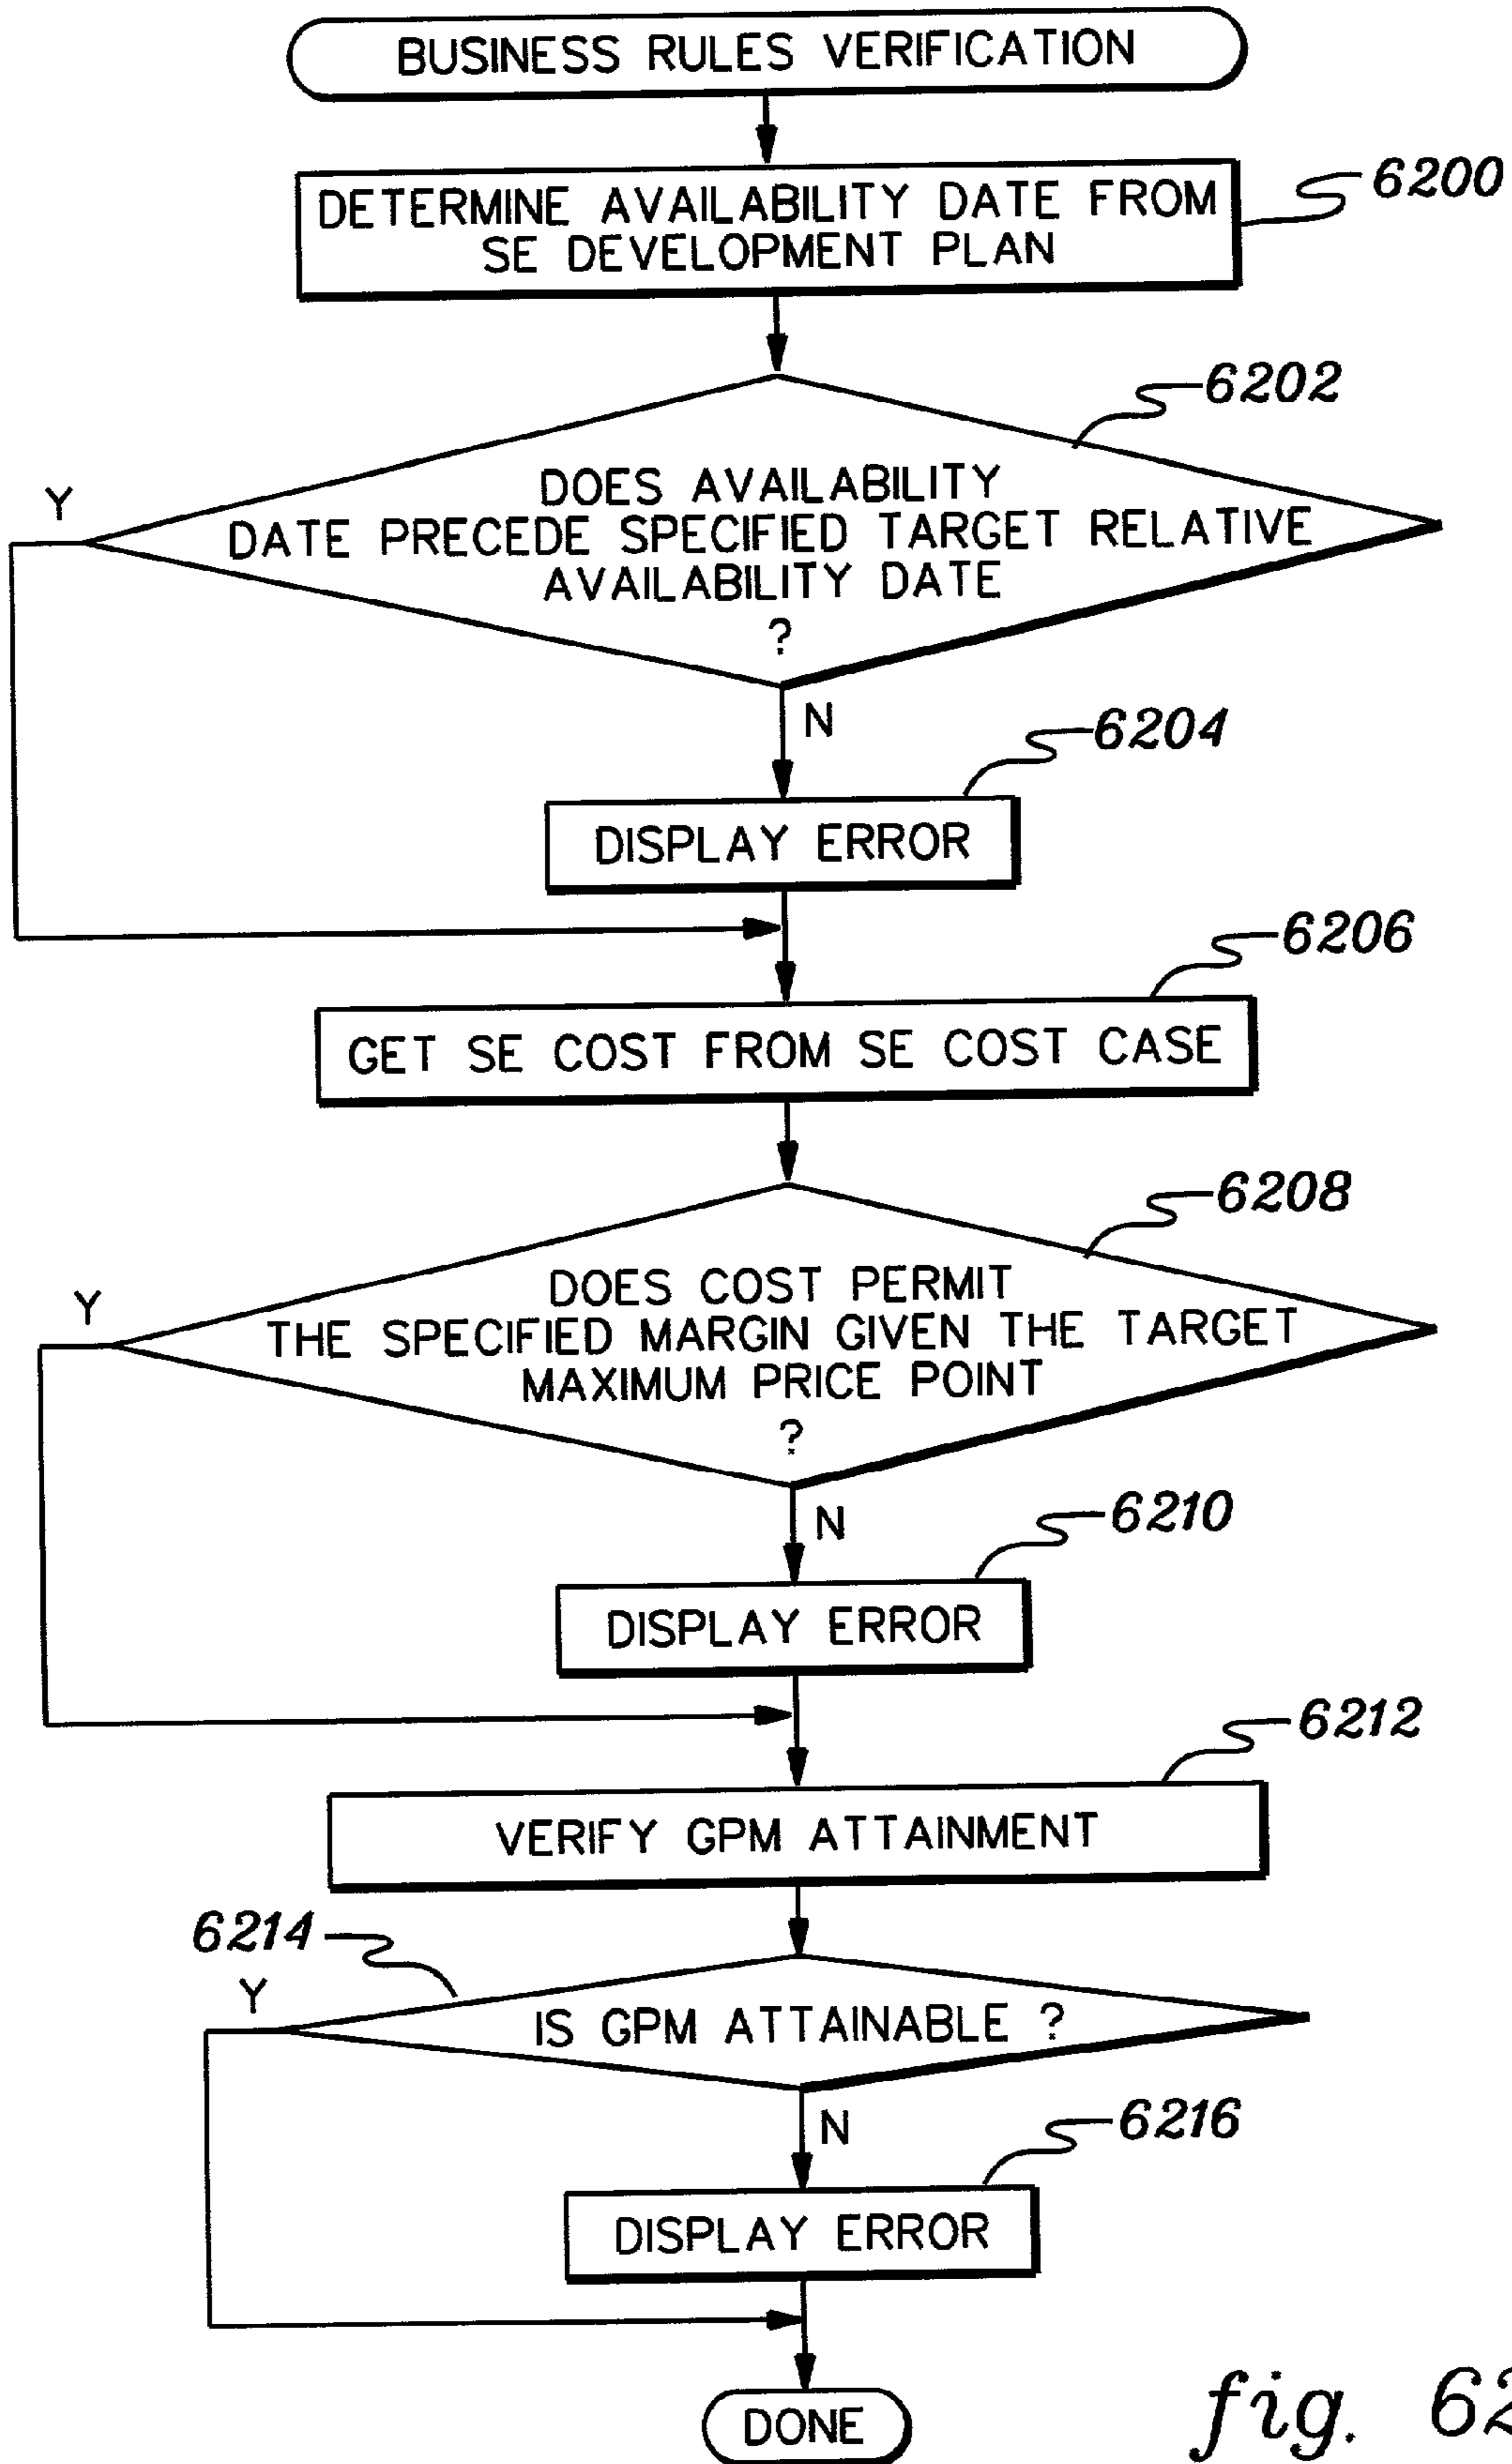 BUSINESS RULES VERIFICATION
DETERMINE AVAILABILITY DATE FROM
SE DEVELOPMENT PLAN
6200
6202
DOES AVAILABILITY
DATE PRECEDE SPECIFIED TARGET RELATIVE
AVAILABILITY DATE
?
Y
N
6204
DISPLAY ERROR
6206
GET SE COST FROM SE COST CASE
6208
DOES COST PERMIT
THE SPECIFIED MARGIN GIVEN THE TARGET
MAXIMUM PRICE POINT
?
Y
N
6210
DISPLAY ERROR
6212
VERIFY GPM ATTAINMENT
6214
Y
IS GPM ATTAINABLE ?
N
6216
DISPLAY ERROR
DONE
fig. 62